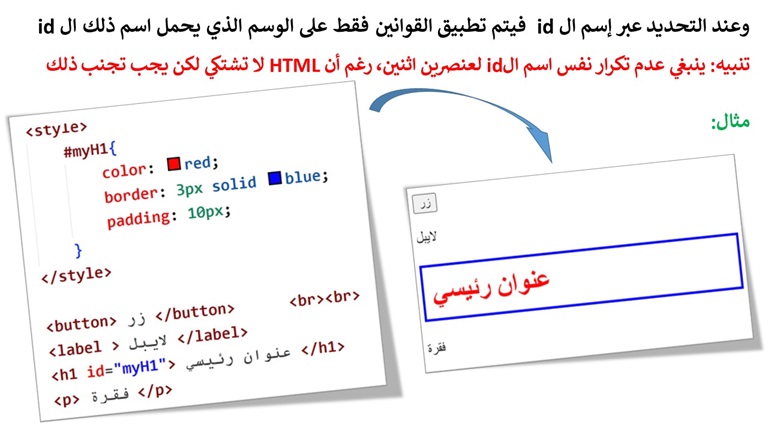 وعند التحديد عبر إسم ال id فيتم تطبيق القوانين فقط على الوسم الذي يحمل اسم ذلك ال id
تنبيه: ينبغي عدم تكرار نفس اسم الid لعنصرين اثنين، رغم أن HTML لا تشتكي لكن يجب تجنب ذلك
مثال:
<style>
#myH1{
color: red;
border: 3px solid blue;
padding: 10px;
}
</style>
<button> زر </button> <br><br>
<label > لايبل </label>
<h1 id="myH1"> عنوان رئيسي </h1>
<p> فقرة </p>
زر
لايبل
عنوان رئيسي
فقرة